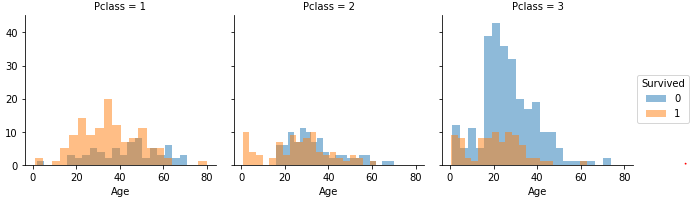 Pclass = 1
Pclass = 2
Pclass = 3
40
30
20
10
0
0 20 40 60 80
0 20 40 60 80
0 20 40 60 80
Age
Age
Age
Survived
0
1